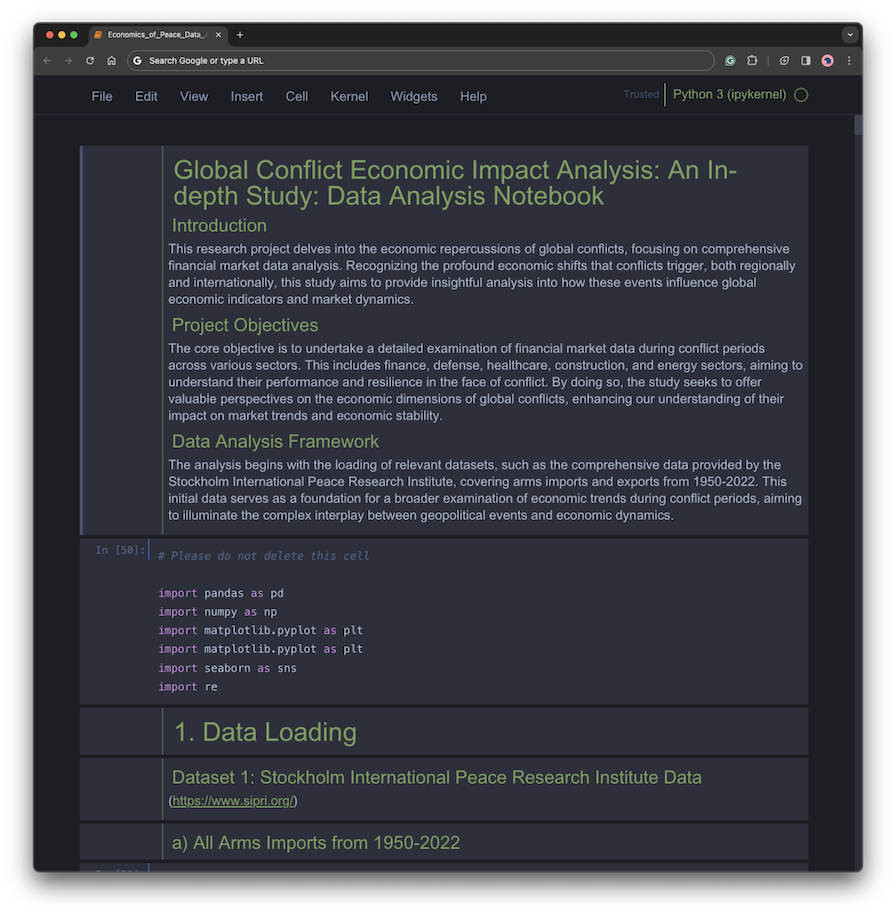 Economics_of_Peace_Data_
Search Google or type a URL
File Edit View Insert Cell Kernel Widgets Help Trusted Python 3 (ipykernel)
Global Conflict Economic Impact Analysis: An In-
depth Study: Data Analysis Notebook
Introduction
This research project delves into the economic repercussions of global conflicts, focusing on comprehensive
financial market data analysis. Recognizing the profound economic shifts that conflicts trigger, both regionally
and internationally, this study aims to provide insightful analysis into how these events influence global
economic indicators and market dynamics.
Project Objectives
The core objective is to undertake a detailed examination of financial market data during conflict periods
across various sectors. This includes finance, defense, healthcare, construction, and energy sectors, aiming to
understand their performance and resilience in the face of conflict. By doing so, the study seeks to offer
valuable perspectives on the economic dimensions of global conflicts, enhancing our understanding of their
impact on market trends and economic stability.
Data Analysis Framework
The analysis begins with the loading of relevant datasets, such as the comprehensive data provided by the
Stockholm International Peace Research Institute, covering arms imports and exports from 1950-2022. This
initial data serves as a foundation for a broader examination of economic trends during conflict periods, aiming
to illuminate the complex interplay between geopolitical events and economic dynamics.
In [50]: # Please do not delete this cell
import pandas as pd
import numpy as np
import matplotlib.pyplot as plt
import matplotlib.pyplot as plt
import seaborn as sns
import re
1. Data Loading
Dataset 1: Stockholm International Peace Research Institute Data
(https://www.sipri.org/)
a) All Arms Imports from 1950-2022